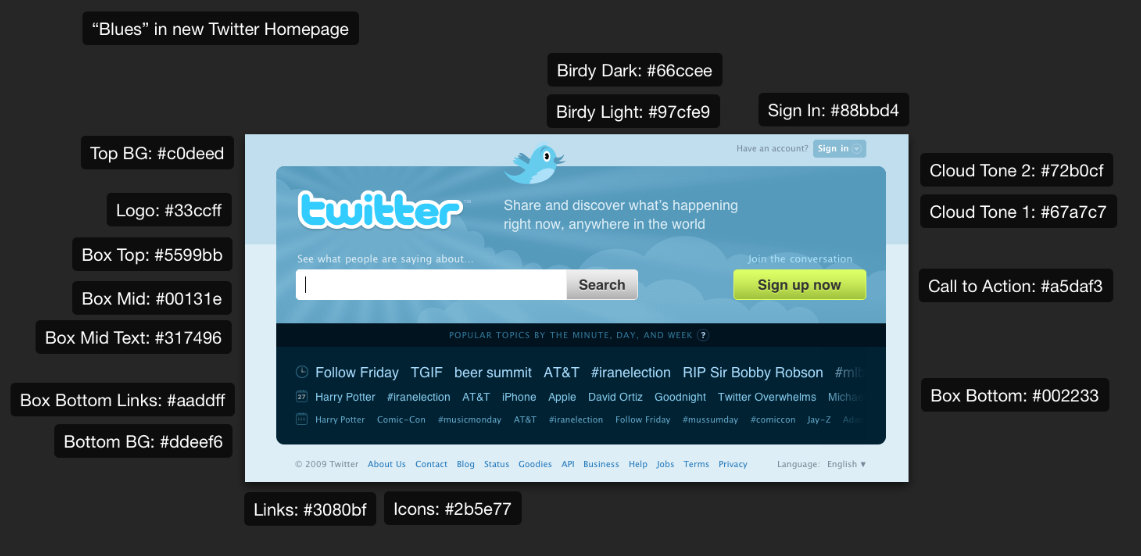 “Blues” in new Twitter Homepage
Birdy Dark: #66ccee
Birdy Light: #97cfe9
Sign In: #88bbd4
Top BG: #c0deed
Logo: #33ccff
Box Top: #5599bb
Box Mid: #00131e
Box Mid Text: #317496
Box Bottom Links: #aaddff
Bottom BG: #ddeef6
Have an account? Sign in
twitter™
Share and discover what’s happening
right now, anywhere in the world
See what people are saying about...
Search
Join the conversation
Sign up now
POPULAR TOPICS BY THE MINUTE, DAY, AND WEEK ?
Follow Friday TGIF beer summit AT&T #iranelection RIP Sir Bobby Robson #mlb
27 Harry Potter #iranelection AT&T iPhone Apple David Ortiz Goodnight Twitter Overwhelms Micha
Harry Potter Comic-Con #musicmonday AT&T #iranelection Follow Friday #mussumday #comiccon Jay-Z Ada
© 2009 Twitter About Us Contact Blog Status Goodies API Business Help Jobs Terms Privacy Language: English ▼
Cloud Tone 2: #72b0cf
Cloud Tone 1: #67a7c7
Call to Action: #a5daf3
Box Bottom: #002233
Links: #3080bf
Icons: #2b5e77